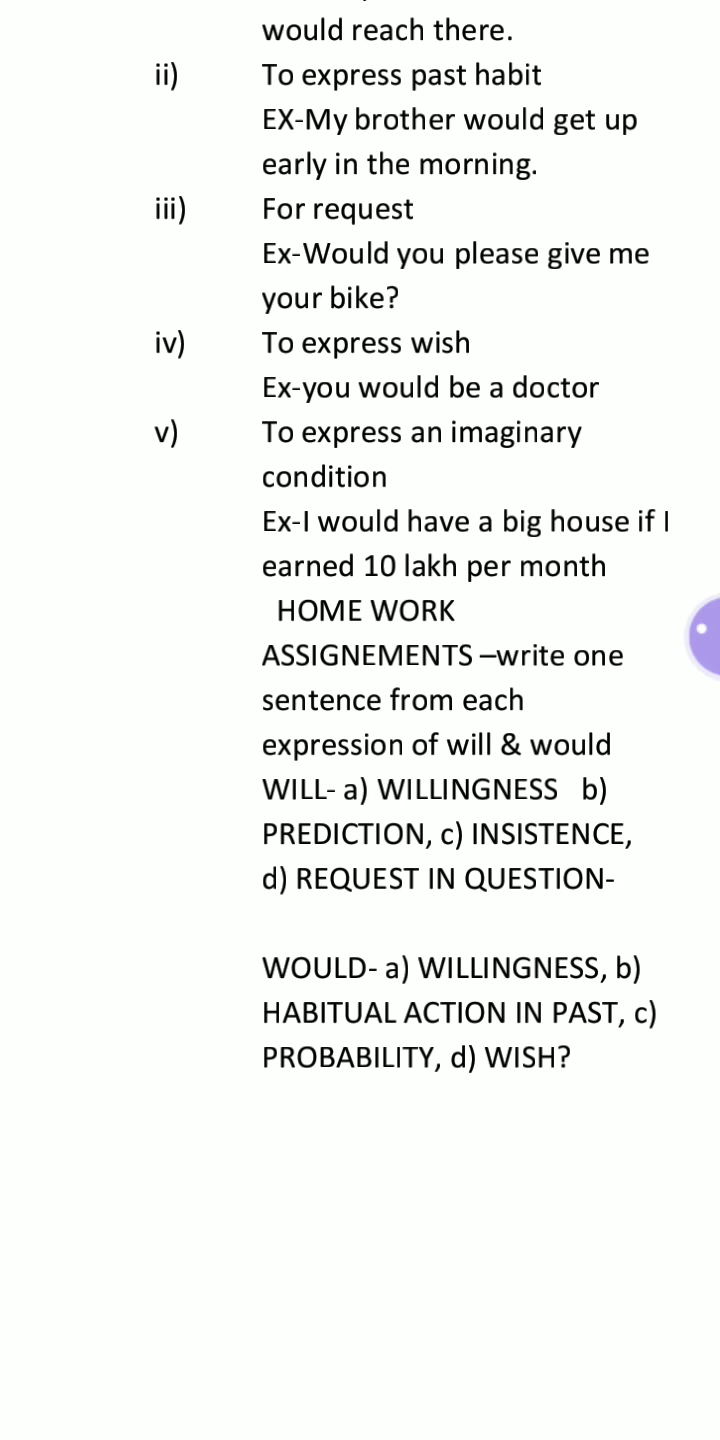 would reach there.
ii) To express past habit
EX-My brother would get up
early in the morning.
iii) For request
Ex-Would you please give me
your bike?
iv) To express wish
Ex-you would be a doctor
v) To express an imaginary
condition
Ex-I would have a big house if I
earned 10 lakh per month
HOME WORK
ASSIGNEMENTS –write one
sentence from each
expression of will & would
WILL- a) WILLINGNESS b)
PREDICTION, c) INSISTENCE,
d) REQUEST IN QUESTION-
WOULD- a) WILLINGNESS, b)
HABITUAL ACTION IN PAST, c)
PROBABILITY, d) WISH?